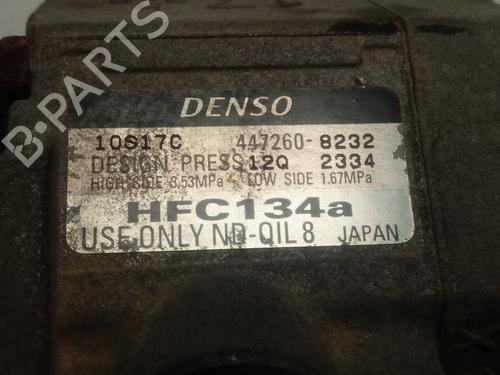 DENSO
10S17C 447260-8232
DESIGN PRESS 12Q 2334
HIGH SIDE 3.53MPa LOW SIDE 1.67MPa
HFC134a
USE ONLY ND-OIL 8 JAPAN